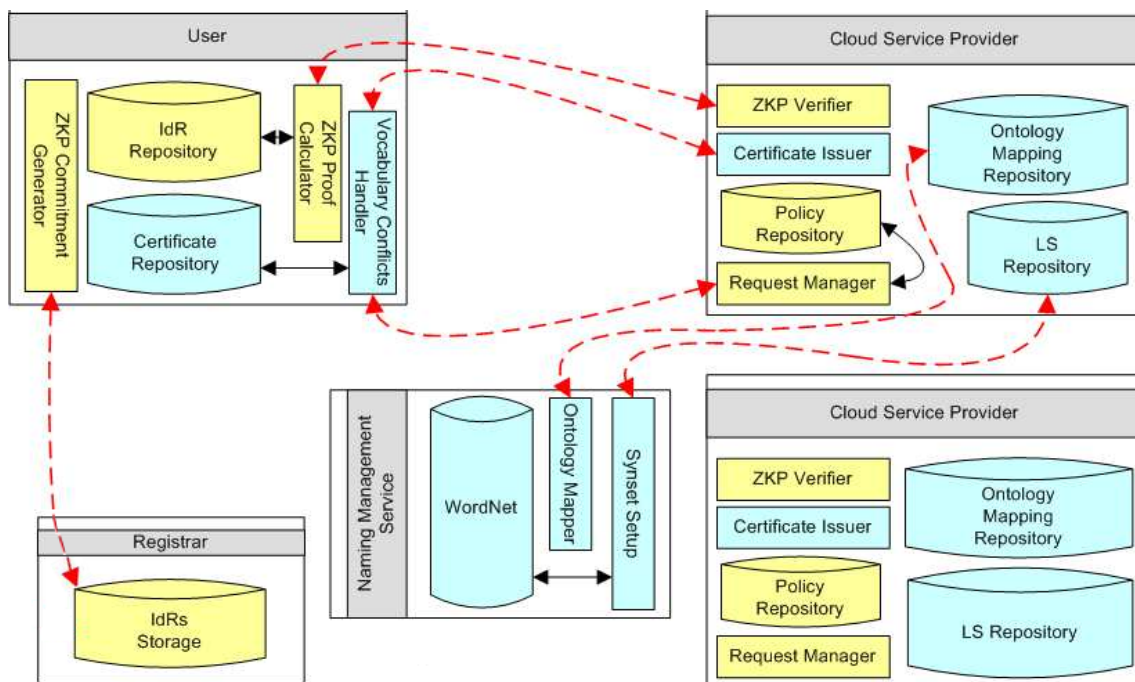 User
ZKP Commitment
Generator
IdR
Repository
Certificate
Repository
ZKP Proof
Calculator
Vocabulary Conflicts
Handler
Cloud Service Provider
ZKP Verifier
Certificate Issuer
Policy
Repository
Request Manager
Ontology
Mapping
Repository
LS
Repository
Naming Management
Service
WordNet
Ontology Mapper
Synset Setup
Registrar
IdRs
Storage
Cloud Service Provider
ZKP Verifier
Certificate Issuer
Policy
Repository
Request Manager
Ontology
Mapping
Repository
LS Repository